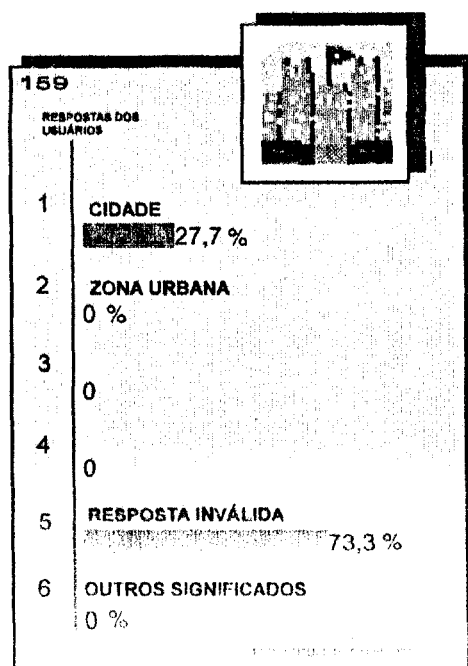 159
RESPOSTAS DOS
USUÁRIOS
1
CIDADE
27,7 %
2
ZONA URBANA
0 %
3
0
4
0
5
RESPOSTA INVÁLIDA
73,3 %
6
OUTROS SIGNIFICADOS
0 %